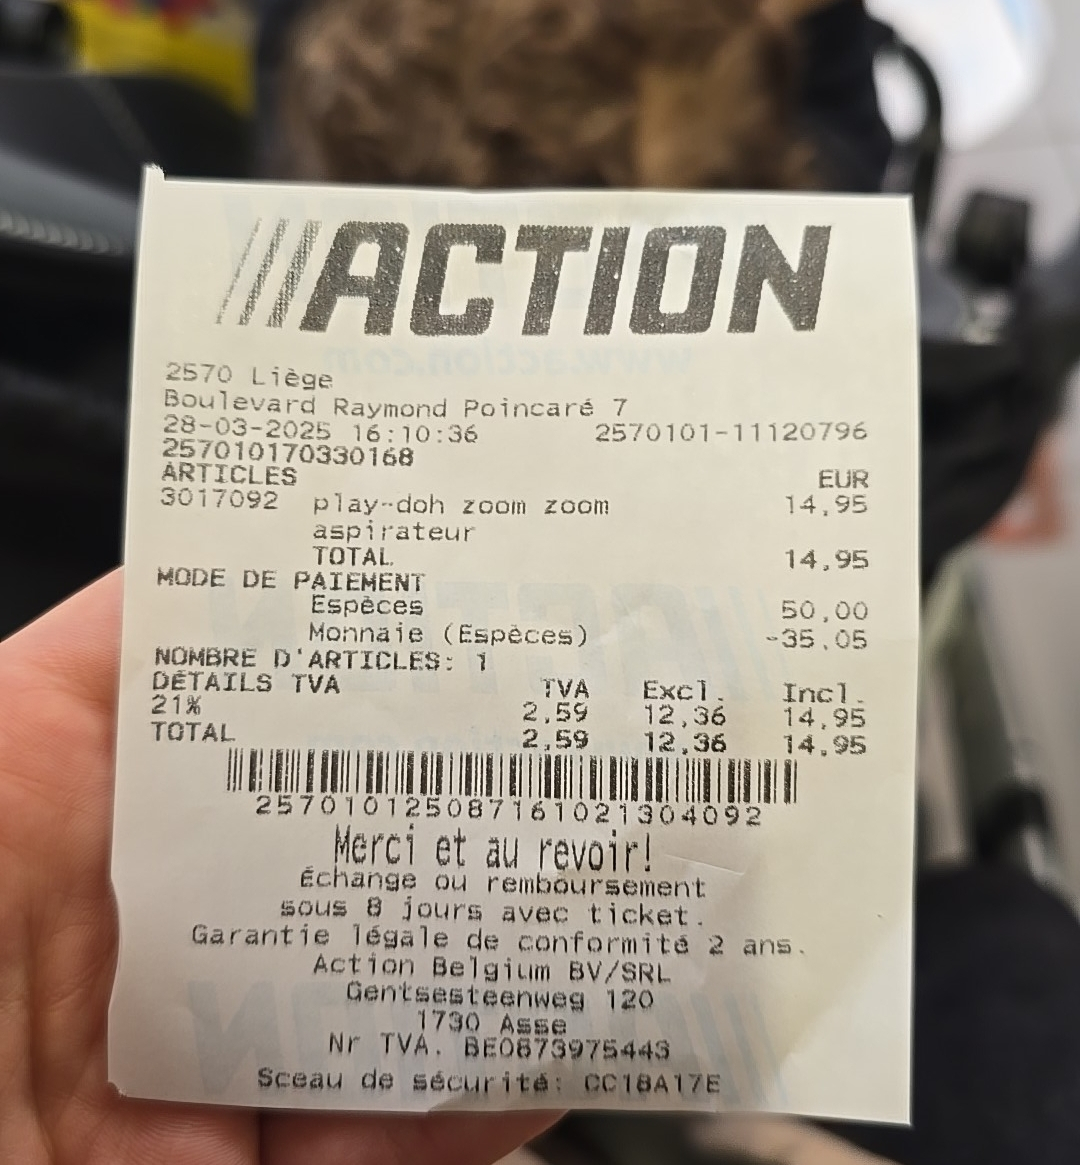 ACTION
2570 Liège
Boulevard Raymond Poincaré 7
28-03-2025 16:10:36 2570101-11120796
257010170330168
ARTICLES EUR
3017092 play-doh zoom zoom 14,95
aspirateur
TOTAL 14,95
MODE DE PAIEMENT
Espèces 50,00
Monnaie (Espèces) -35,05
NOMBRE D'ARTICLES: 1
DÉTAILS TVA TVA Excl. Incl.
21% 2,59 12,36 14,95
TOTAL 2,59 12,36 14,95
257010125087161021304092
Merci et au revoir!
Échange ou remboursement
sous 8 jours avec ticket.
Garantie légale de conformité 2 ans.
Action Belgium BV/SRL
Gentsesteenweg 120
1730 Asse
Nr TVA. BE0873975443
Sceau de sécurité: CC18A17E